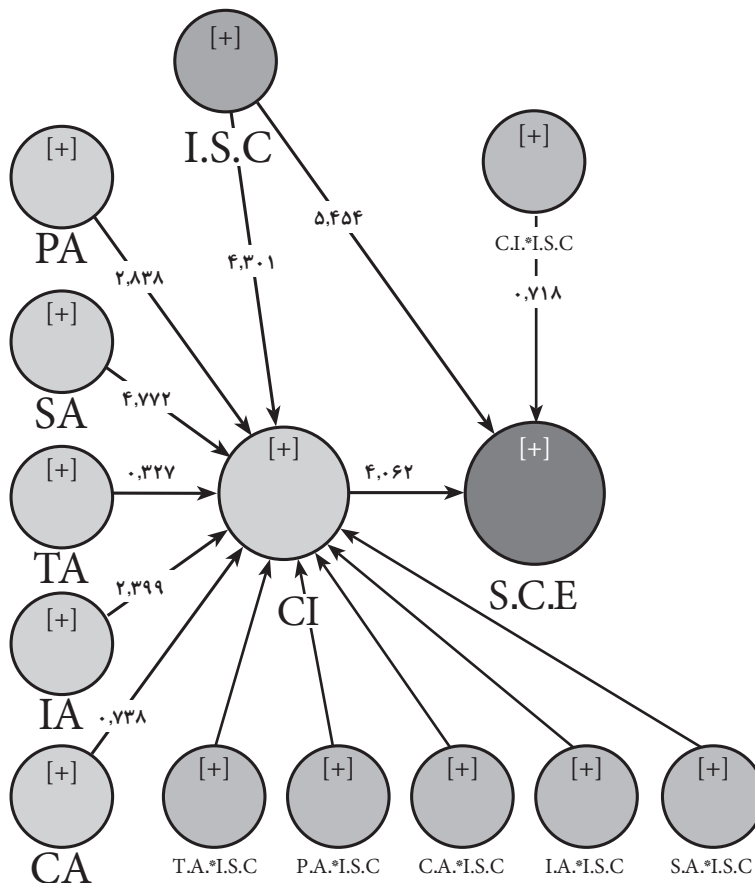 [+]
I.S.C
[+]
PA
[+]
C.I.*I.S.C
۵,۴۵۴
۲,۸۳۸
۴,۳۰۱
۰,۷۱۸
[+]
SA
۴,۷۷۲
[+]
TA
۰,۳۲۷
[+]
CI
۴,۰۶۲
[+]
S.C.E
[+]
IA
۲,۳۹۹
[+]
CA
۰,۷۳۸
[+]
T.A.*I.S.C
[+]
P.A.*I.S.C
[+]
C.A.*I.S.C
[+]
I.A.*I.S.C
[+]
S.A.*I.S.C